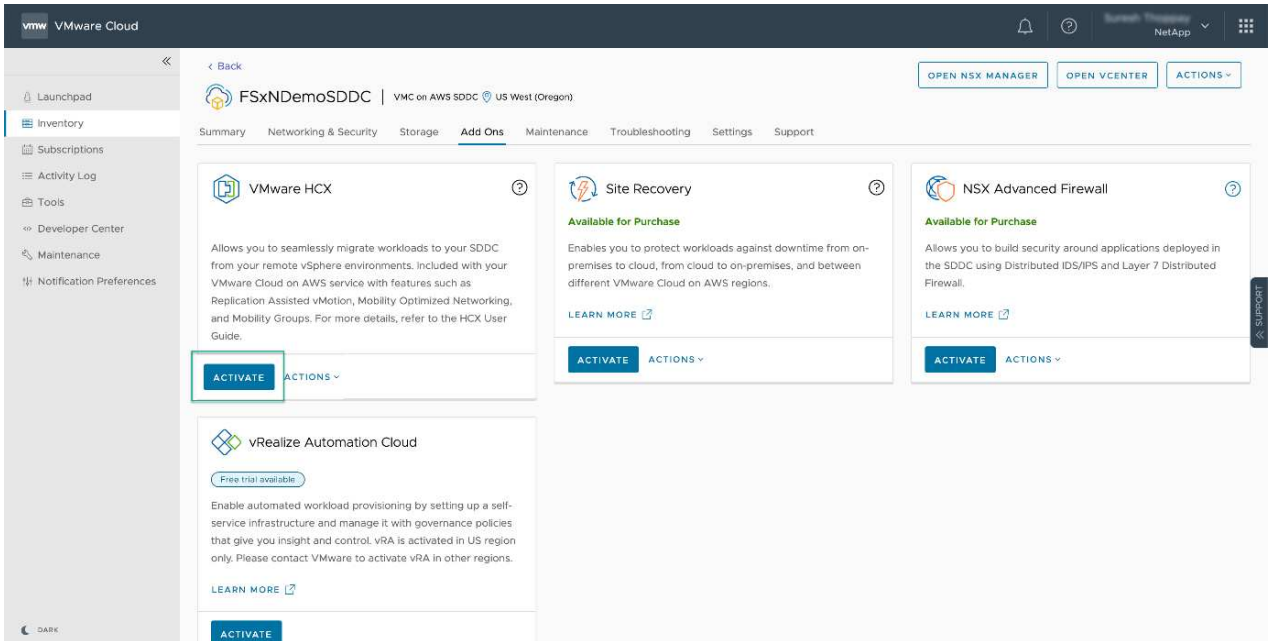 vmw VMware Cloud
NetApp
Launchpad
Inventory
Subscriptions
Activity Log
Tools
Developer Center
Maintenance
Notification Preferences
DARK
Back
FSxNDemoSDDC | VMC on AWS SDDC US West (Oregon)
OPEN NSX MANAGER OPEN VCENTER ACTIONS
Summary Networking & Security Storage Add Ons Maintenance Troubleshooting Settings Support
VMware HCX
Allows you to seamlessly migrate workloads to your SDDC
from your remote vSphere environments. Included with your
VMware Cloud on AWS service with features such as
Replication Assisted vMotion, Mobility Optimized Networking,
and Mobility Groups. For more details, refer to the HCX User
Guide.
ACTIVATE ACTIONS
Site Recovery
Available for Purchase
Enables you to protect workloads against downtime from on-
premises to cloud, from cloud to on-premises, and between
different VMware Cloud on AWS regions.
LEARN MORE
ACTIVATE ACTIONS
NSX Advanced Firewall
Available for Purchase
Allows you to build security around applications deployed in
the SDDC using Distributed IDS/IPS and Layer 7 Distributed
Firewall.
LEARN MORE
ACTIVATE ACTIONS
SUPPORT
vRealize Automation Cloud
Free trial available
Enable automated workload provisioning by setting up a self-
service infrastructure and manage it with governance policies
that give you insight and control. vRA is activated in US region
only. Please contact VMware to activate vRA in other regions.
LEARN MORE
ACTIVATE